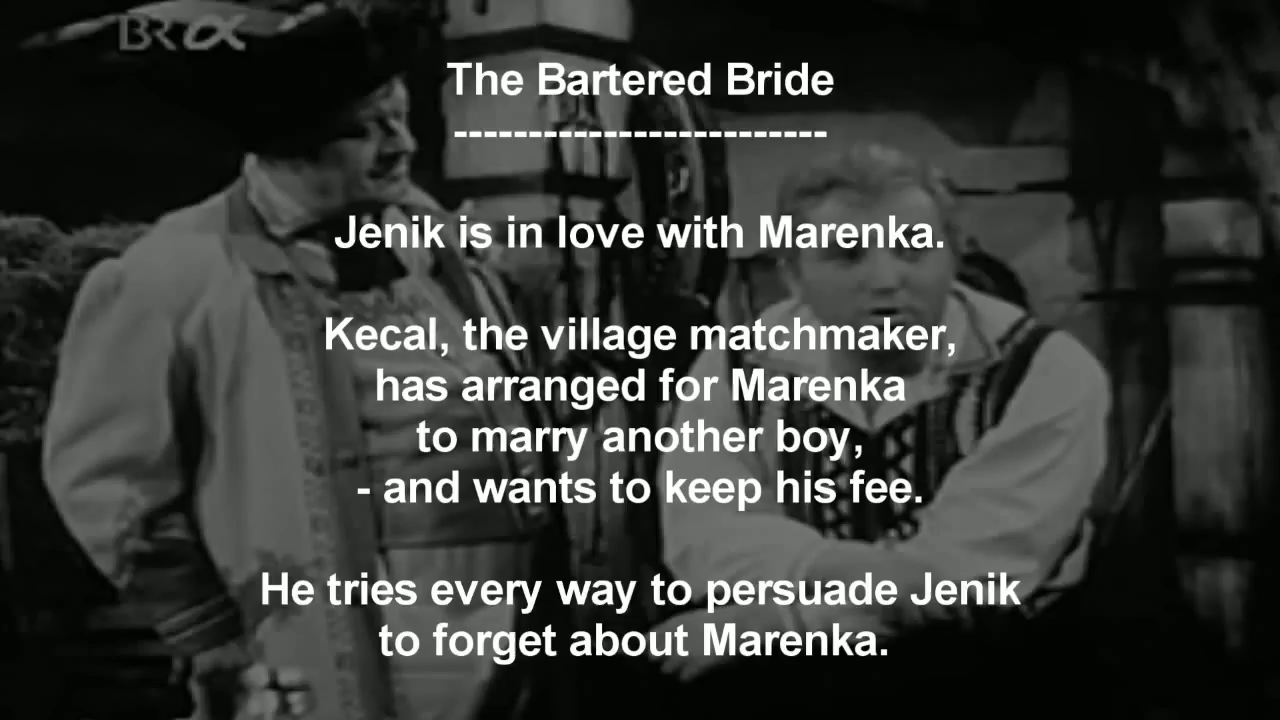 BRα
The Bartered Bride
-------------------------
Jenik is in love with Marenka.
Kecal, the village matchmaker,
has arranged for Marenka
to marry another boy,
- and wants to keep his fee.
He tries every way to persuade Jenik
to forget about Marenka.